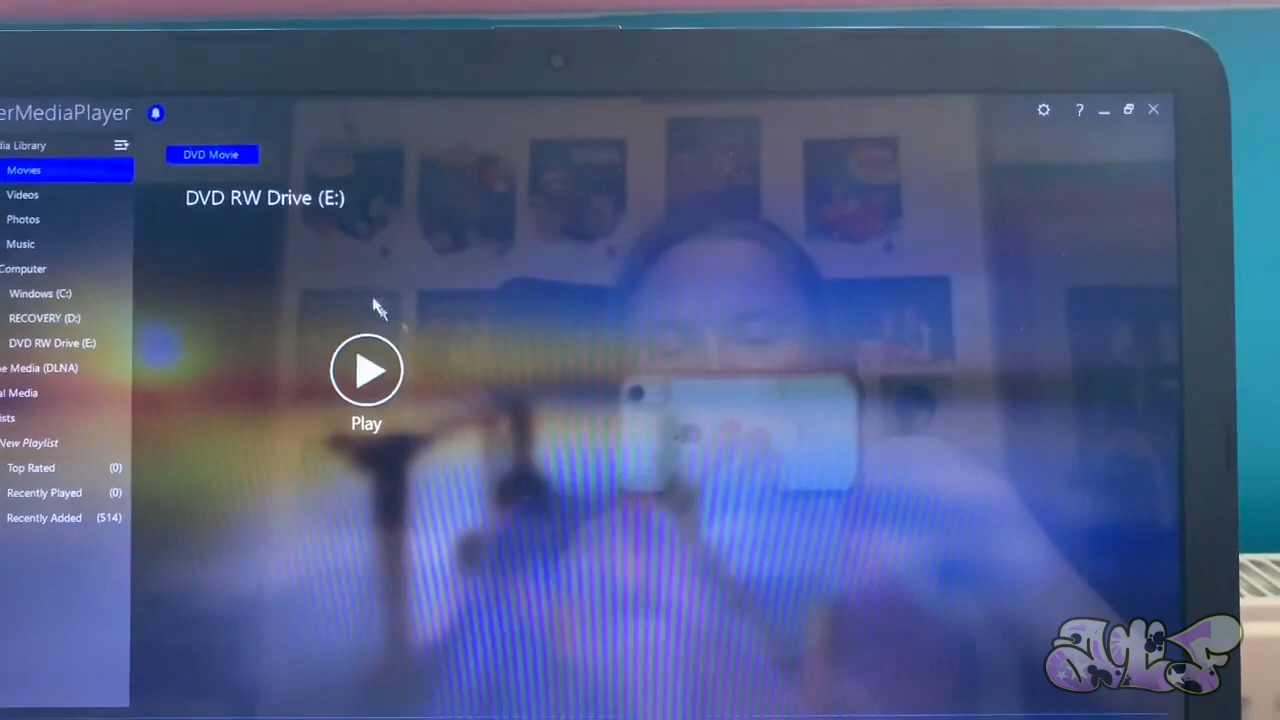 erMediaPlayer
dia Library
Movies
Videos
Photos
Music
Computer
Windows (C:)
RECOVERY (D:)
DVD RW Drive (E:)
e Media (DLNA)
al Media
ists
New Playlist
Top Rated (0)
Recently Played (0)
Recently Added (514)
DVD Movie
DVD RW Drive (E:)
Play
?